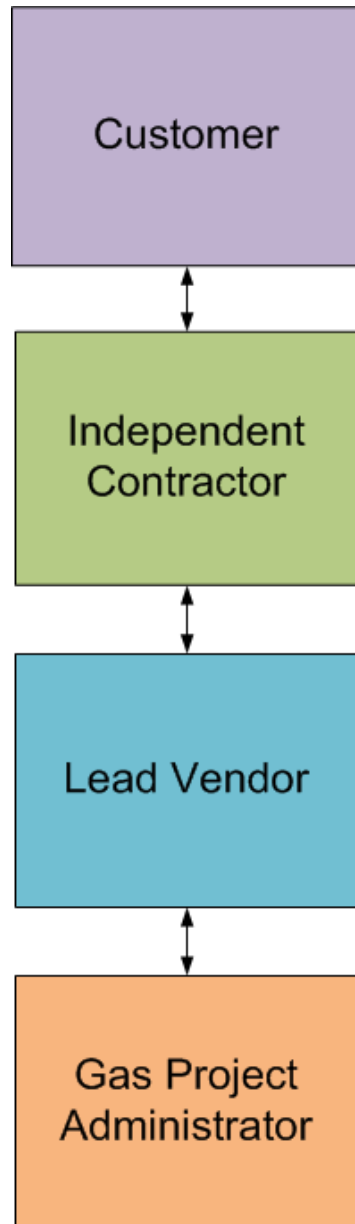 Customer
Independent
Contractor
Lead Vendor
Gas Project
Administrator